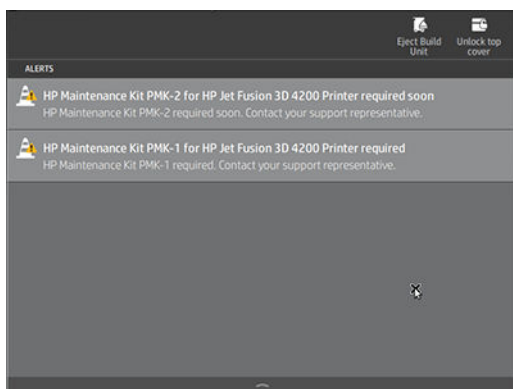 Eject Build
Unit
Unlock top
cover
ALERTS
HP Maintenance Kit PMK-2 for HP Jet Fusion 3D 4200 Printer required soon
HP Maintenance Kit PMK-2 required soon. Contact your support representative.
HP Maintenance Kit PMK-1 for HP Jet Fusion 3D 4200 Printer required
HP Maintenance Kit PMK-1 required. Contact your support representative.